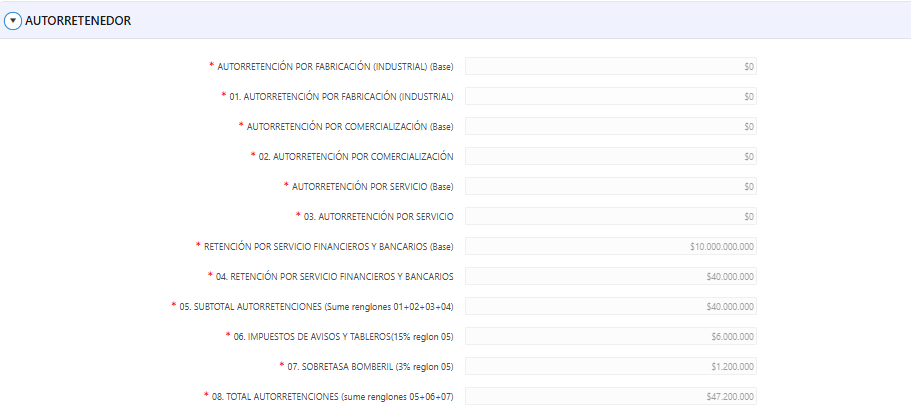 AUTORRETENEDOR
* AUTORRETENCIÓN POR FABRICACIÓN (INDUSTRIAL) (Base) $0
* 01. AUTORRETENCIÓN POR FABRICACIÓN (INDUSTRIAL) $0
* AUTORRETENCIÓN POR COMERCIALIZACIÓN (Base) $0
* 02. AUTORRETENCIÓN POR COMERCIALIZACIÓN $0
* AUTORRETENCIÓN POR SERVICIO (Base) $0
* 03. AUTORRETENCIÓN POR SERVICIO $0
* RETENCIÓN POR SERVICIO FINANCIEROS Y BANCARIOS (Base) $10.000.000.000
* 04. RETENCIÓN POR SERVICIO FINANCIEROS Y BANCARIOS $40.000.000
* 05. SUBTOTAL AUTORRETENCIONES (Sume renglones 01+02+03+04) $40.000.000
* 06. IMPUESTOS DE AVISOS Y TABLEROS(15% reglon 05) $6.000.000
* 07. SOBRETASA BOMBERIL (3% reglon 05) $1.200.000
* 08. TOTAL AUTORRETENCIONES (sume renglones 05+06+07) $47.200.000